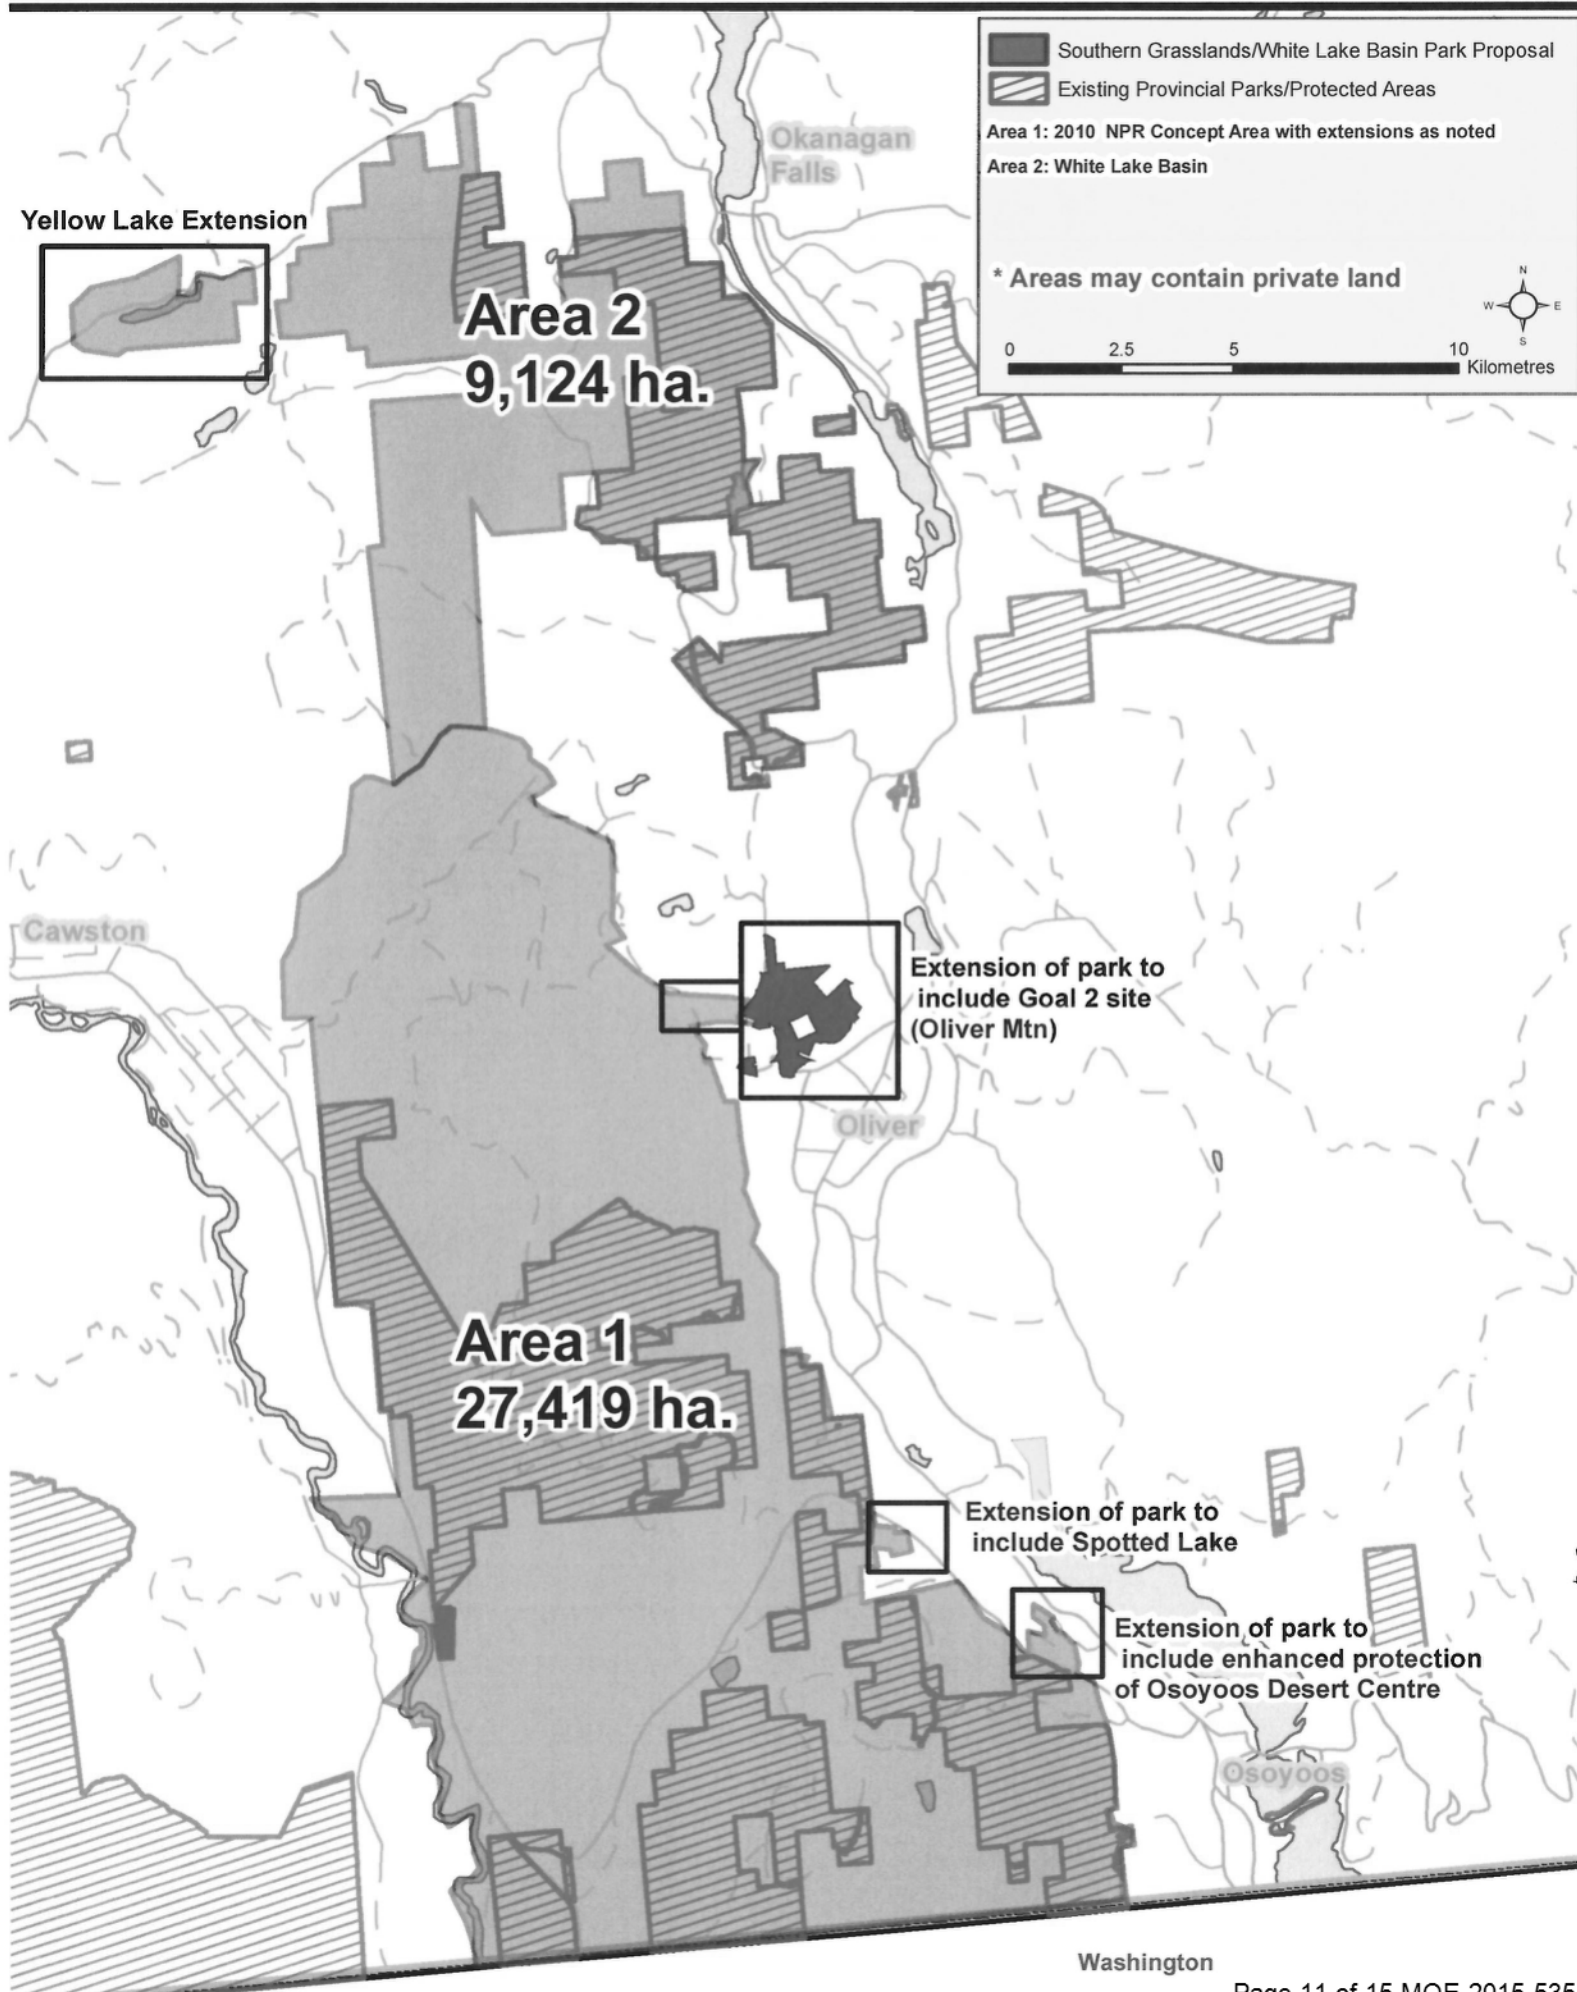 Southern Grasslands/White Lake Basin Park Proposal
Existing Provincial Parks/Protected Areas
Area 1: 2010 NPR Concept Area with extensions as noted
Area 2: White Lake Basin
* Areas may contain private land
N
W E
S
0 2.5 5 10
Kilometres
Okanagan
Falls
Yellow Lake Extension
Area 2
9,124 ha.
Cawston
Extension of park to
include Goal 2 site
(Oliver Mtn)
Oliver
Area 1
27,419 ha.
Extension of park to
include Spotted Lake
Extension of park to
include enhanced protection
of Osoyoos Desert Centre
Osoyoos
Washington
Page 11 of 15 MOE-2015-535